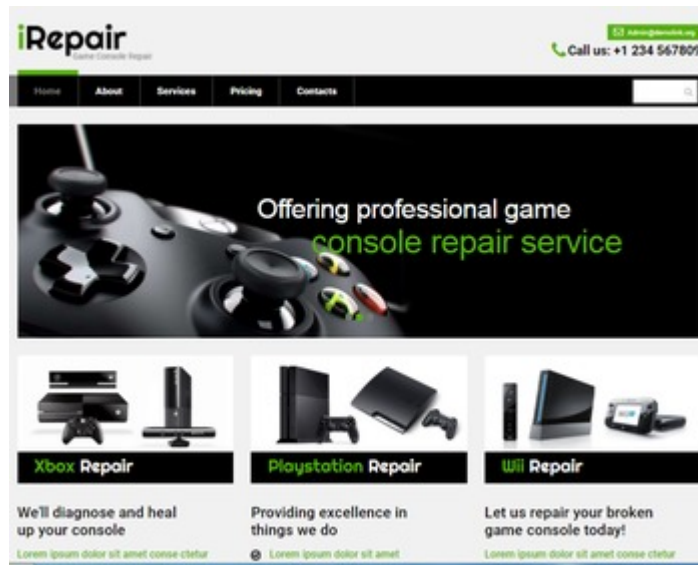 iRepair
Game Console Repair
Admin@demolink.org
Call us: +1 234 567809
Home About Services Pricing Contacts
Offering professional game
console repair service
Xbox Repair
Playstation Repair
Wii Repair
We'll diagnose and heal
up your console
Lorem ipsum dolor sit amet conse ctetur
Providing excellence in
things we do
Lorem ipsum dolor sit amet
Let us repair your broken
game console today!
Lorem ipsum dolor sit amet conse ctetur